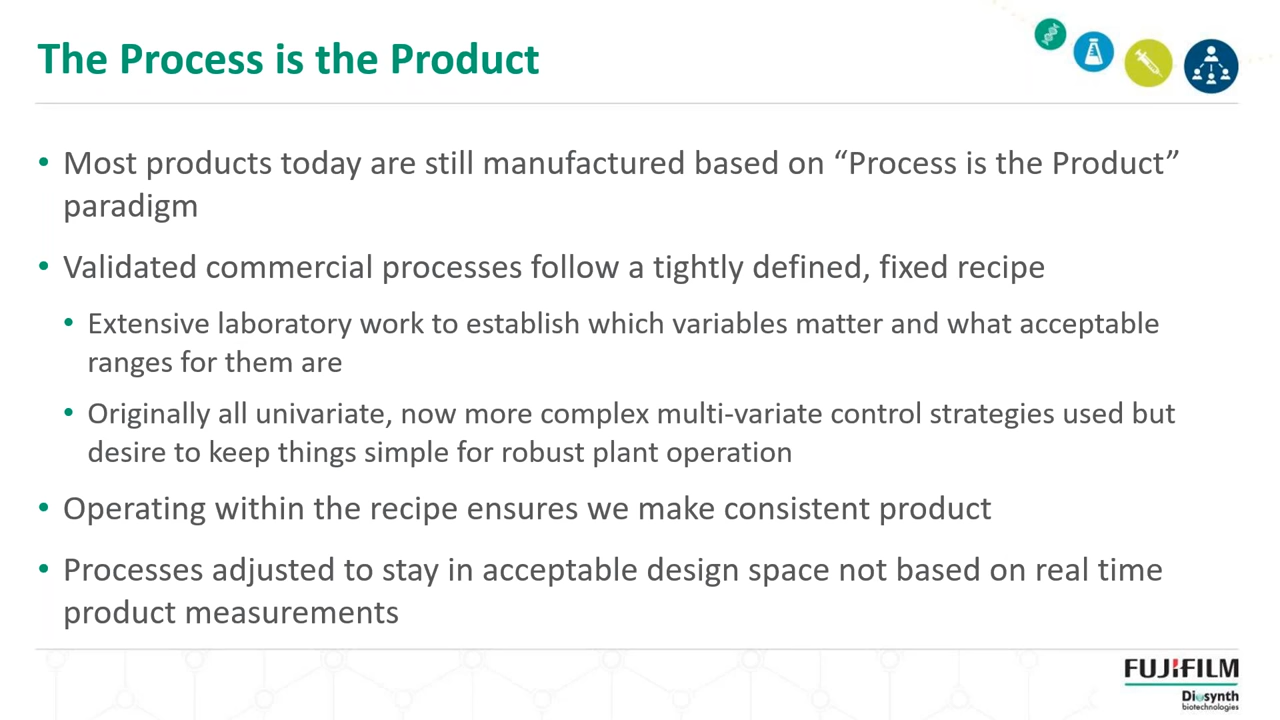 The Process is the Product
• Most products today are still manufactured based on “Process is the Product”
paradigm
• Validated commercial processes follow a tightly defined, fixed recipe
• Extensive laboratory work to establish which variables matter and what acceptable
ranges for them are
• Originally all univariate, now more complex multi-variate control strategies used but
desire to keep things simple for robust plant operation
• Operating within the recipe ensures we make consistent product
• Processes adjusted to stay in acceptable design space not based on real time
product measurements
FUJIFILM
Diosynth
biotechnologies